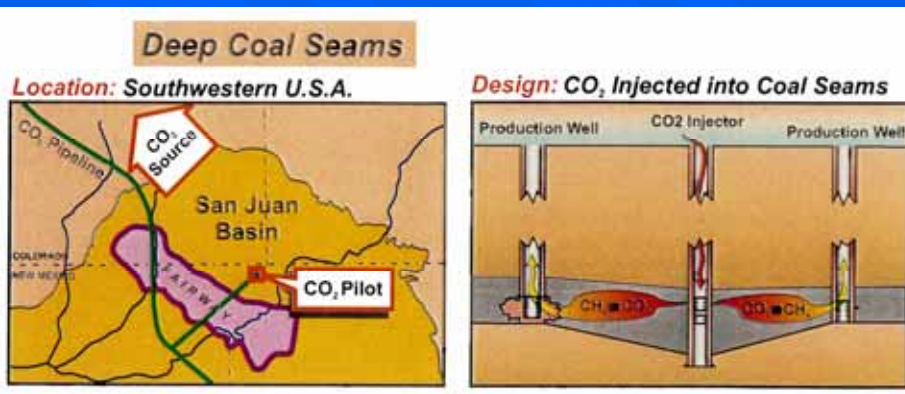 Deep Coal Seams
Location: Southwestern U.S.A.
CO₂ Pipeline
CO₂
Source
San Juan
Basin
COLORADO
NEW MEXICO
FAIRWAY
CO₂ Pilot
Design: CO₂ Injected into Coal Seams
Production Well
CO2 Injector
Production Well
CH₄ CO₂
CO₂ CH₄